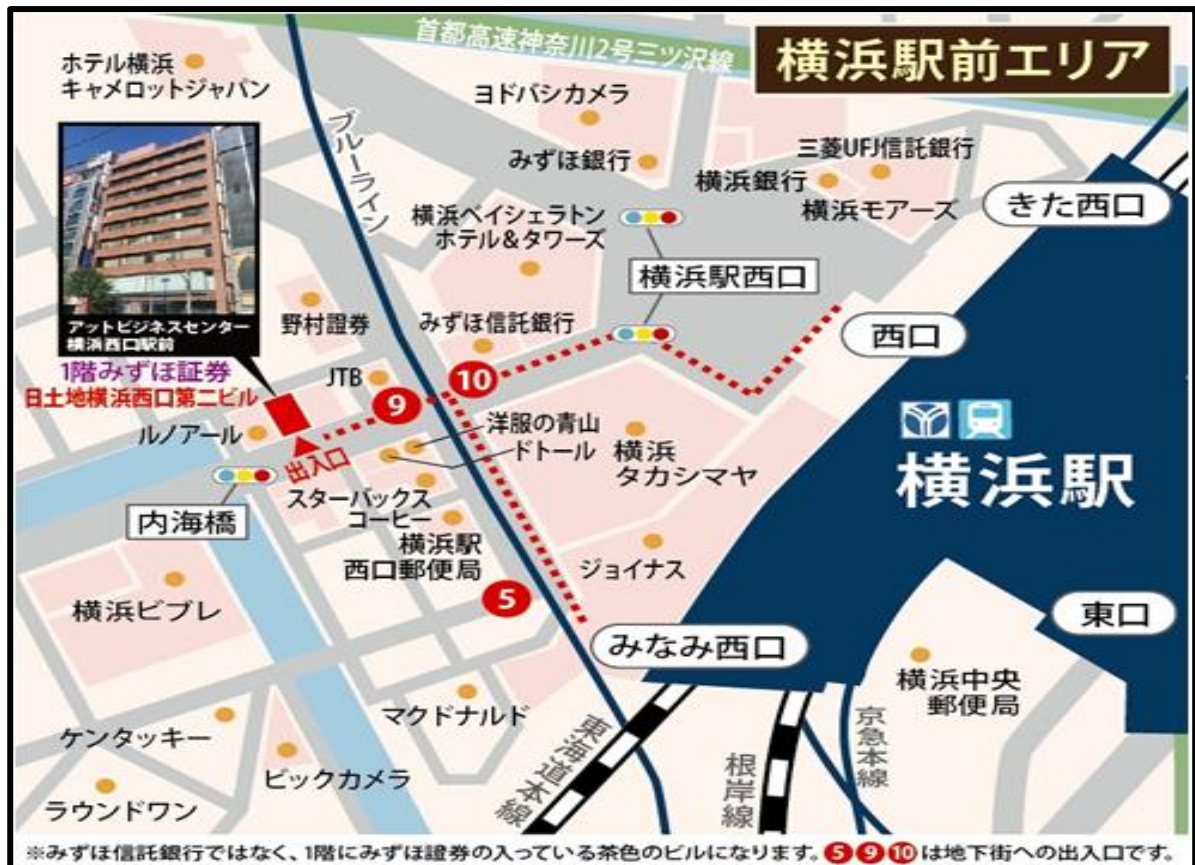 首都高速神奈川2号三ツ沢線
横浜駅前エリア
ホテル横浜
キャメロットジャパン
ヨドバシカメラ
ブルーライン
みずほ銀行
三菱UFJ信託銀行
横浜銀行
横浜モアーズ
きた西口
横浜ベイシェラトン
ホテル&タワーズ
横浜駅西口
アットビジネスセンター
横浜西口駅前
野村證券
みずほ信託銀行
西口
1階みずほ証券
日土地横浜西口第二ビル
JTB
10
9
ルノアール
出入口
洋服の青山
ドトール
横浜
タカシマヤ
横浜駅
内海橋
スターバックス
コーヒー
横浜駅
西口郵便局
ジョイナス
5
横浜ビブレ
みなみ西口
東口
横浜中央
郵便局
マクドナルド
ケンタッキー
ビックカメラ
ラウンドワン
東海道本線
根岸線
京急本線
※みずほ信託銀行ではなく、1階にみずほ證券の入っている茶色のビルになります。5 9 10は地下街への出入口です。